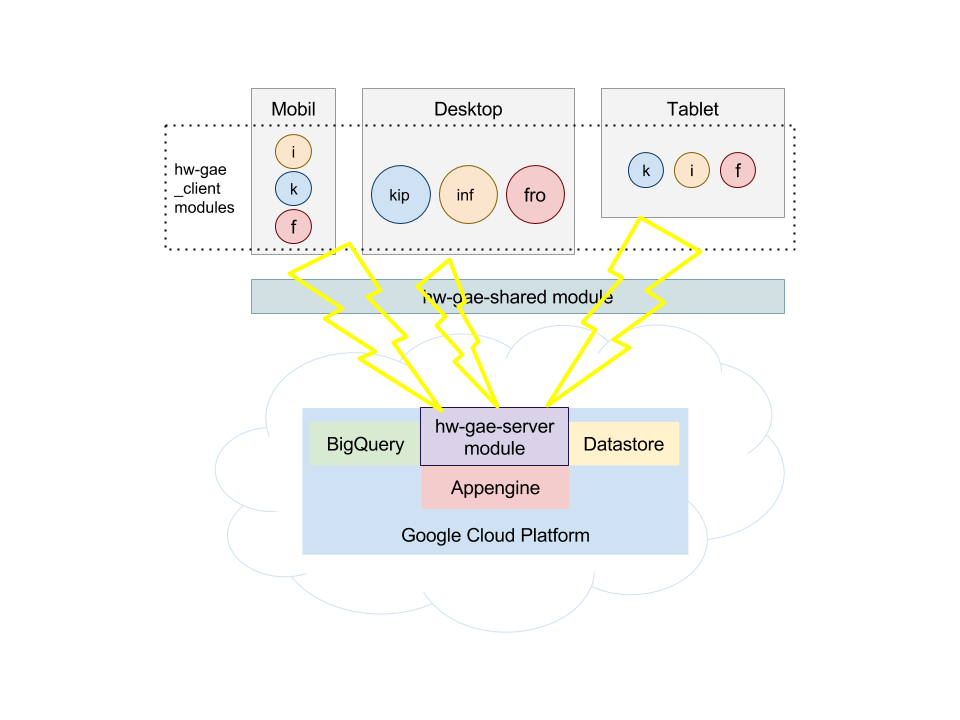 Mobil
Desktop
Tablet
hw-gae
_client
modules
i
k
f
kip
inf
fro
k
i
f
hw-gae-shared module
BigQuery
hw-gae-server
module
Datastore
Appengine
Google Cloud Platform